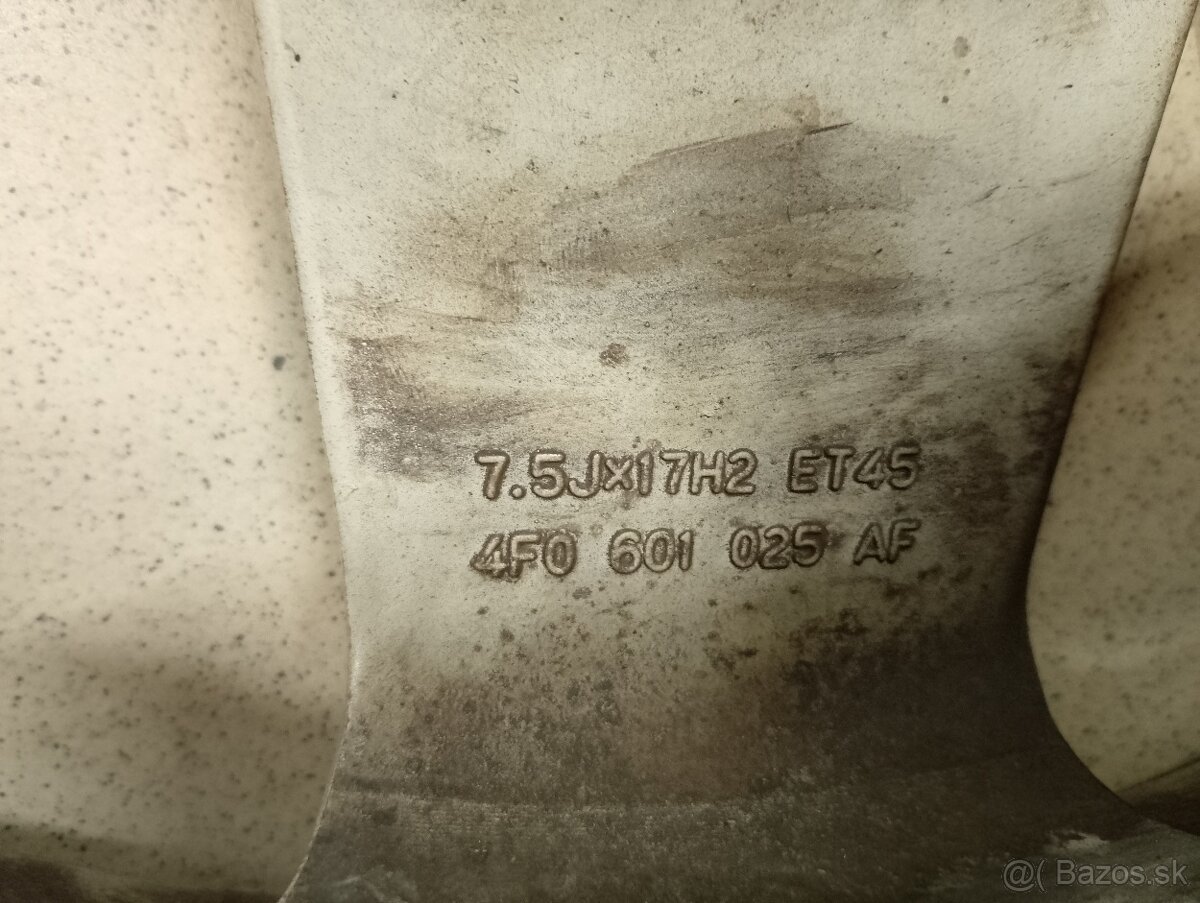 7.5Jx17H2 ET45
4F0 601 025 AF
@( Bazos.sk